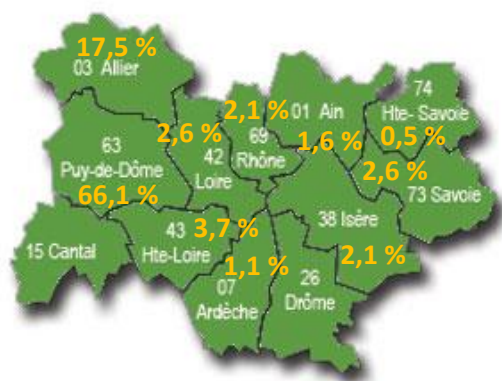 17,5 %
03 Allier
63
Puy-de-Dôme
66,1 %
15 Cantal
2,6 %
42
Loire
43
Hte-Loire
3,7 %
2,1 %
69
Rhône
01 Ain
1,6 %
74
Hte- Savoie
0,5 %
2,6 %
73 Savoie
38 Isère
2,1 %
1,1 %
07
Ardèche
26
Drôme